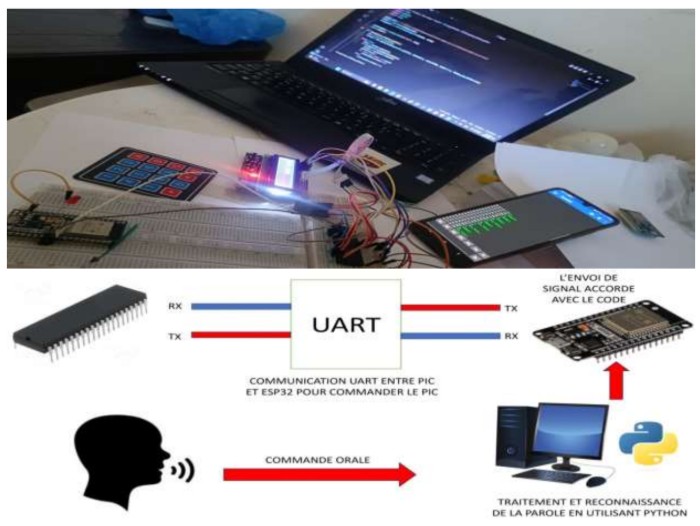 L'ENVOI DE
SIGNAL ACCORDE
AVEC LE CODE
RX
TX
UART
TX
RX
COMMUNICATION UART ENTRE PIC
ET ESP32 POUR COMMANDER LE PIC
COMMANDE ORALE
TRAITEMENT ET RECONNAISSANCE
DE LA PAROLE EN UTILISANT PYTHON